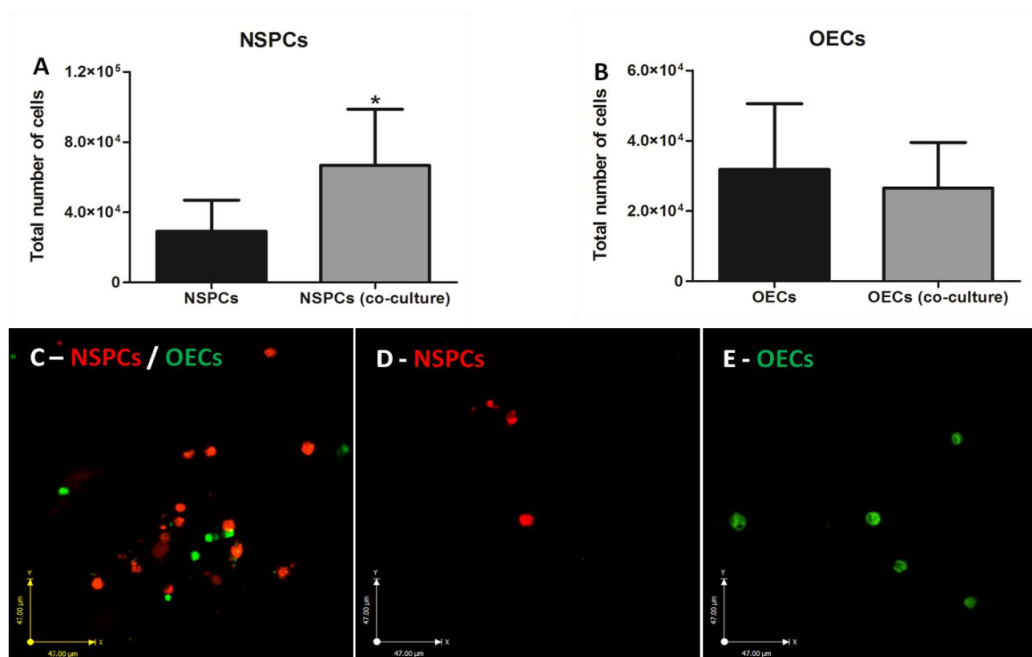 NSPCs
A
1.2×10⁵
8.0×10⁴
4.0×10⁴
0
Total number of cells
*
NSPCs
NSPCs (co-culture)
OECs
B
6.0×10⁴
4.0×10⁴
2.0×10⁴
0
Total number of cells
OECs
OECs (co-culture)
C – NSPCs / OECs
Y
47.00 µm
X
47.00 µm
D - NSPCs
Y
47.00 µm
X
47.00 µm
E - OECs
Y
47.00 µm
X
47.00 µm